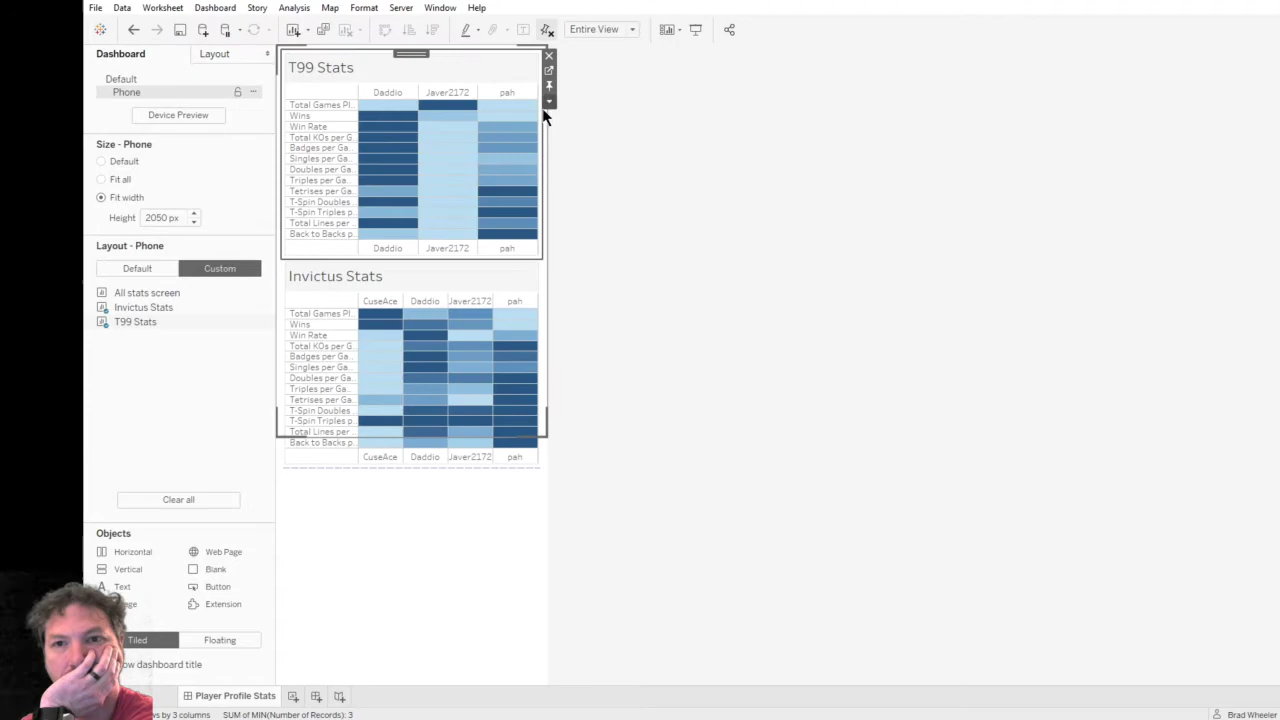 File Data Worksheet Dashboard Story Analysis Map Format Server Window Help
Entire View
Dashboard Layout
Default
Phone
Device Preview
Size - Phone
Default
Fit all
Fit width
Height 2050 px
Layout - Phone
Default Custom
All stats screen
Invictus Stats
T99 Stats
Clear all
Objects
Horizontal Web Page
Vertical Blank
Text Button
Extension
Tiled Floating
dashboard title
T99 Stats
Daddio Javer2172 pah
Total Games Pl..
Wins
Win Rate
Total KOs per G..
Badges per Ga..
Singles per Ga..
Doubles per Ga..
Triples per Ga..
Tetrises per Ga..
T-Spin Doubles ..
T-Spin Triples p..
Total Lines per ..
Back to Backs p..
Daddio Javer2172 pah
Invictus Stats
CuseAce Daddio Javer2172 pah
Total Games Pl..
Wins
Win Rate
Total KOs per G..
Badges per Ga..
Singles per Ga..
Doubles per Ga..
Triples per Ga..
Tetrises per Ga..
T-Spin Doubles ..
T-Spin Triples p..
Total Lines per ..
Back to Backs p..
CuseAce Daddio Javer2172 pah
Player Profile Stats
by 3 columns SUM of MIN(Number of Records): 3
Brad Wheeler